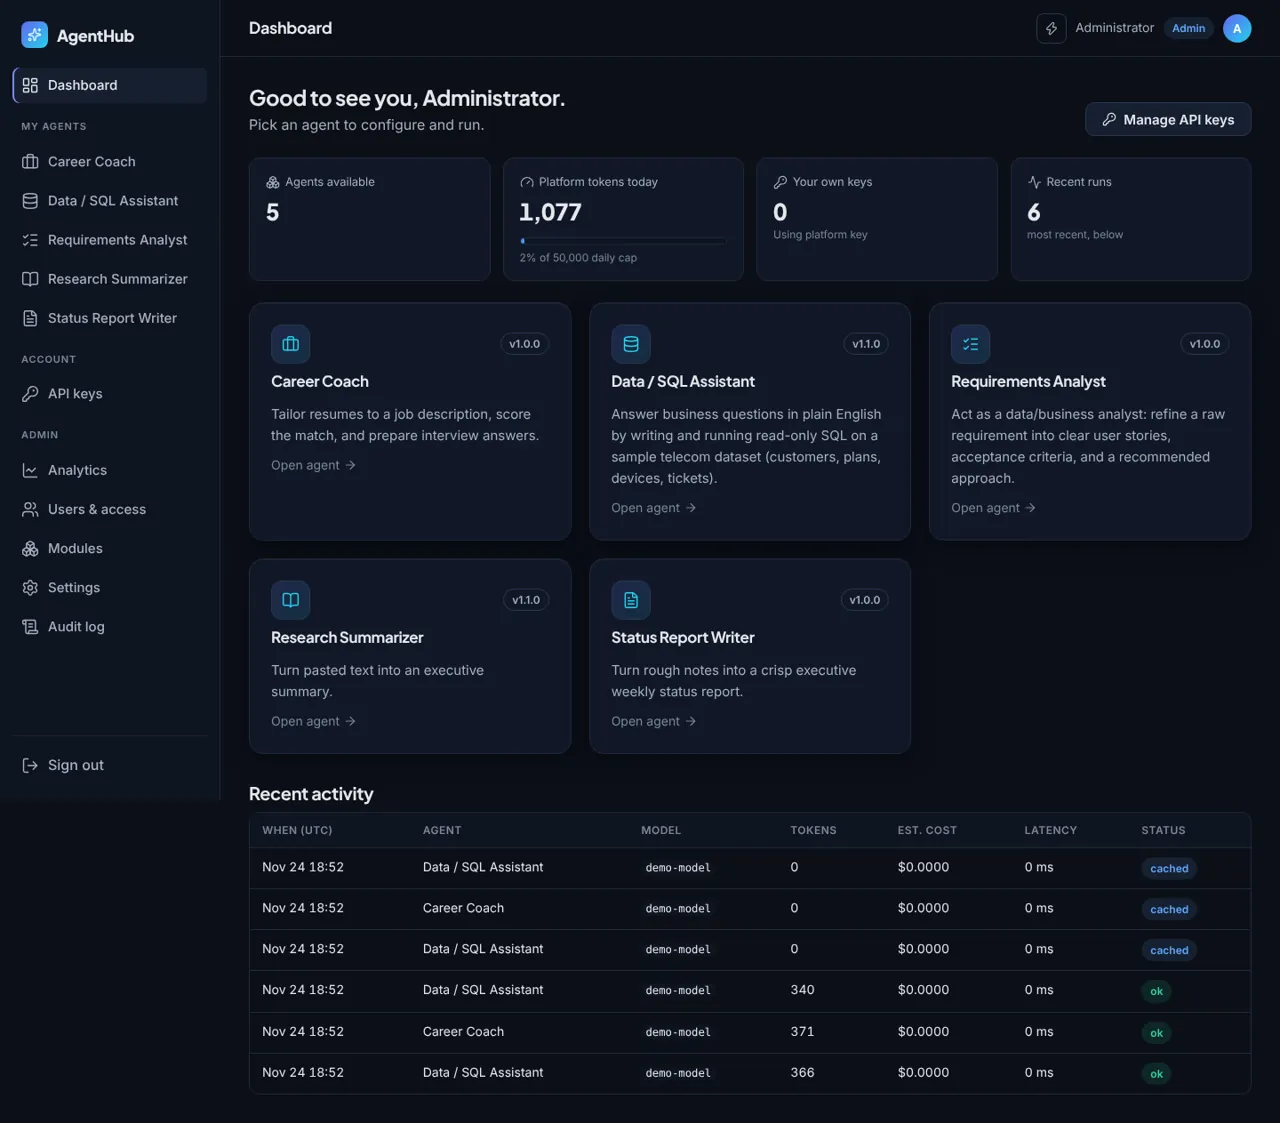 AgentHub
Dashboard
MY AGENTS
Career Coach
Data / SQL Assistant
Requirements Analyst
Research Summarizer
Status Report Writer
ACCOUNT
API keys
ADMIN
Analytics
Users & access
Modules
Settings
Audit log
Sign out
Dashboard
Administrator Admin A
Good to see you, Administrator.
Pick an agent to configure and run.
Manage API keys
Agents available
5
Platform tokens today
1,077
2% of 50,000 daily cap
Your own keys
0
Using platform key
Recent runs
6
most recent, below
v1.0.0
Career Coach
Tailor resumes to a job description, score
the match, and prepare interview answers.
Open agent →
v1.1.0
Data / SQL Assistant
Answer business questions in plain English
by writing and running read-only SQL on a
sample telecom dataset (customers, plans,
devices, tickets).
Open agent →
v1.0.0
Requirements Analyst
Act as a data/business analyst: refine a raw
requirement into clear user stories,
acceptance criteria, and a recommended
approach.
Open agent →
v1.1.0
Research Summarizer
Turn pasted text into an executive
summary.
Open agent →
v1.0.0
Status Report Writer
Turn rough notes into a crisp executive
weekly status report.
Open agent →
Recent activity
WHEN (UTC) AGENT MODEL TOKENS EST. COST LATENCY STATUS
Nov 24 18:52 Data / SQL Assistant demo-model 0 $0.0000 0 ms cached
Nov 24 18:52 Career Coach demo-model 0 $0.0000 0 ms cached
Nov 24 18:52 Data / SQL Assistant demo-model 0 $0.0000 0 ms cached
Nov 24 18:52 Data / SQL Assistant demo-model 340 $0.0000 0 ms ok
Nov 24 18:52 Career Coach demo-model 371 $0.0000 0 ms ok
Nov 24 18:52 Data / SQL Assistant demo-model 366 $0.0000 0 ms ok